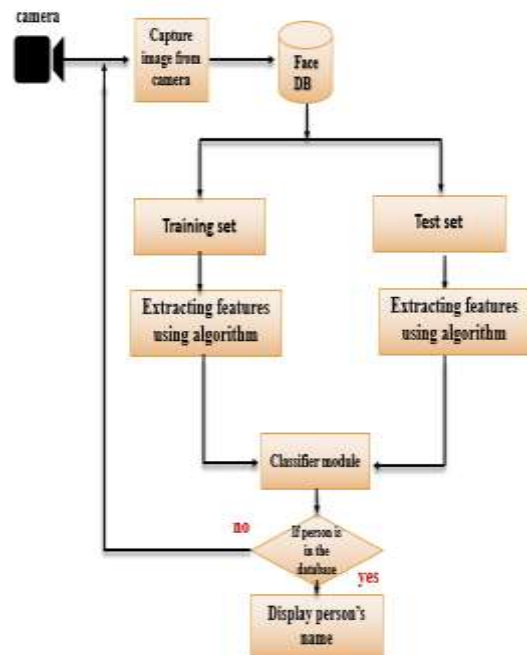 camera
Capture
image from
camera
Face
DB
Training set
Test set
Extracting features
using algorithm
Extracting features
using algorithm
Classifier module
no
If person is
in the
database
yes
Display person's
name